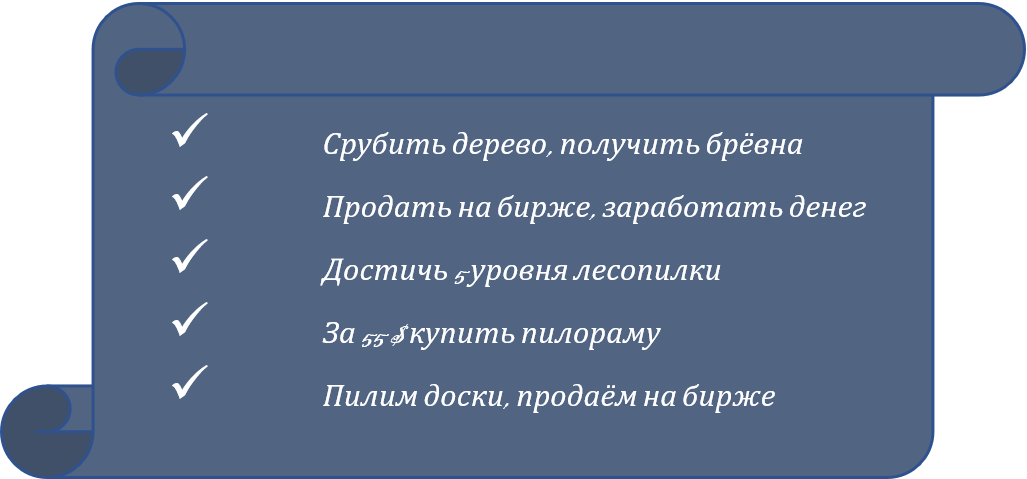 Срубить дерево, получить брёвна
Продать на бирже, заработать денег
Достичь 5 уровня лесопилки
За 55 $ купить пилораму
Пилим доски, продаём на бирже